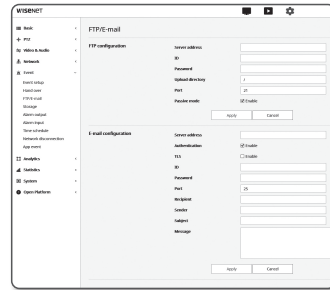 WISENET
Basic
PTZ
Video & Audio
Network
Event
Event setup
Hand over
FTP/E-mail
Storage
Alarm output
Alarm input
Time schedule
Network disconnection
App event
Analytics
Statistics
System
Open Platform
FTP/E-mail
FTP configuration
Server address
ID
Password
Upload directory /
Port 21
Passive mode Enable
Apply Cancel
E-mail configuration
Server address
Authentication Enable
TLS Enable
ID
Password
Port 25
Recipient
Sender
Subject
Message
Apply Cancel